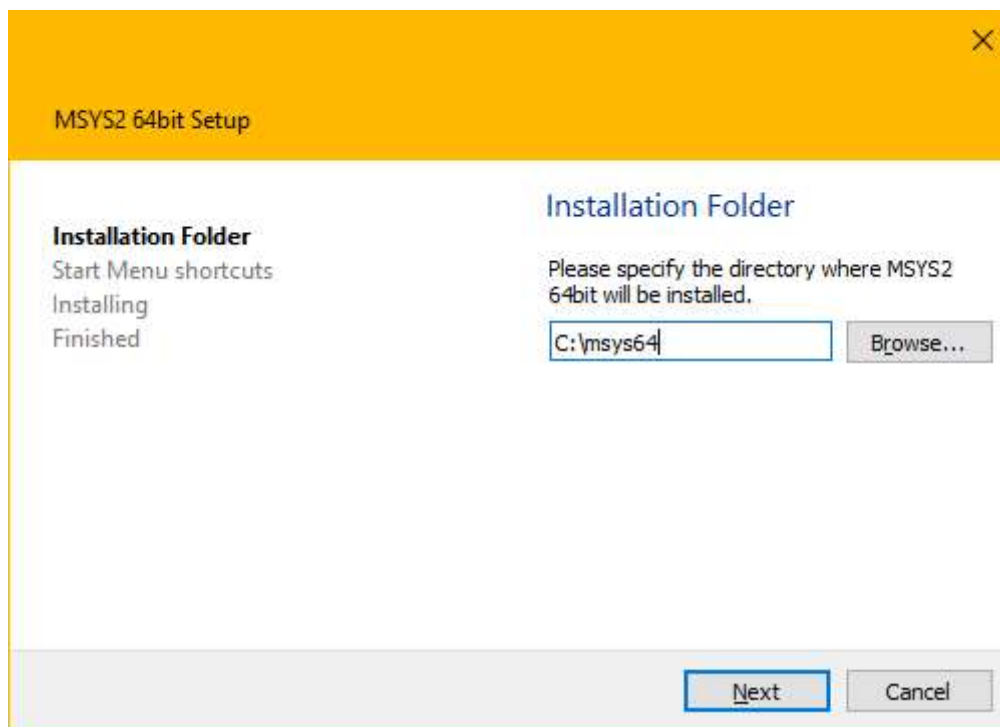 MSYS2 64bit Setup
Installation Folder
Start Menu shortcuts
Installing
Finished
Installation Folder
Please specify the directory where MSYS2
64bit will be installed.
C:\msys64
Browse...
Next
Cancel